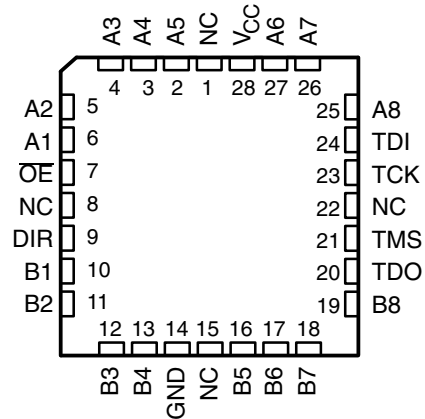 A3 A4 A5 NC VCC A6 A7
4 3 2 1 28 27 26
A2 5 25 A8
A1 6 24 TDI
OE 7 23 TCK
NC 8 22 NC
DIR 9 21 TMS
B1 10 20 TDO
B2 11 19 B8
12 13 14 15 16 17 18
B3 B4 GND NC B5 B6 B7